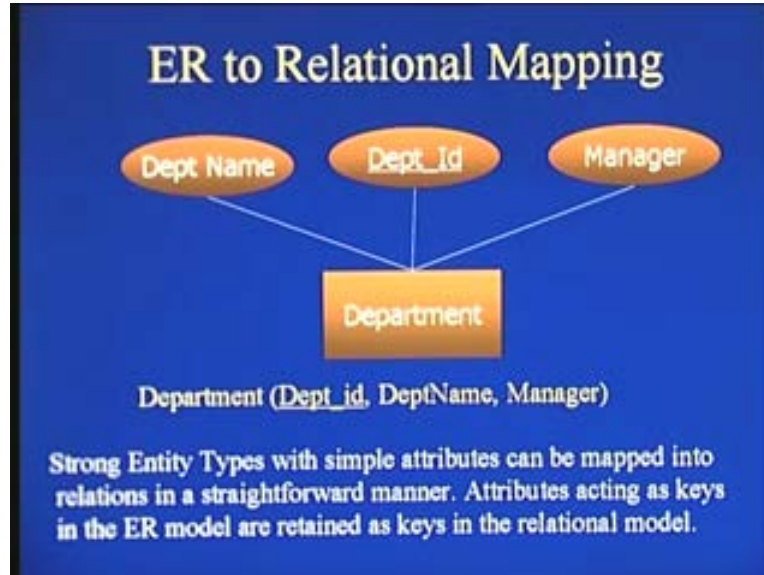 ER to Relational Mapping
Dept Name Dept_Id Manager
Department
Department (Dept_id, DeptName, Manager)
Strong Entity Types with simple attributes can be mapped into
relations in a straightforward manner. Attributes acting as keys
in the ER model are retained as keys in the relational model.